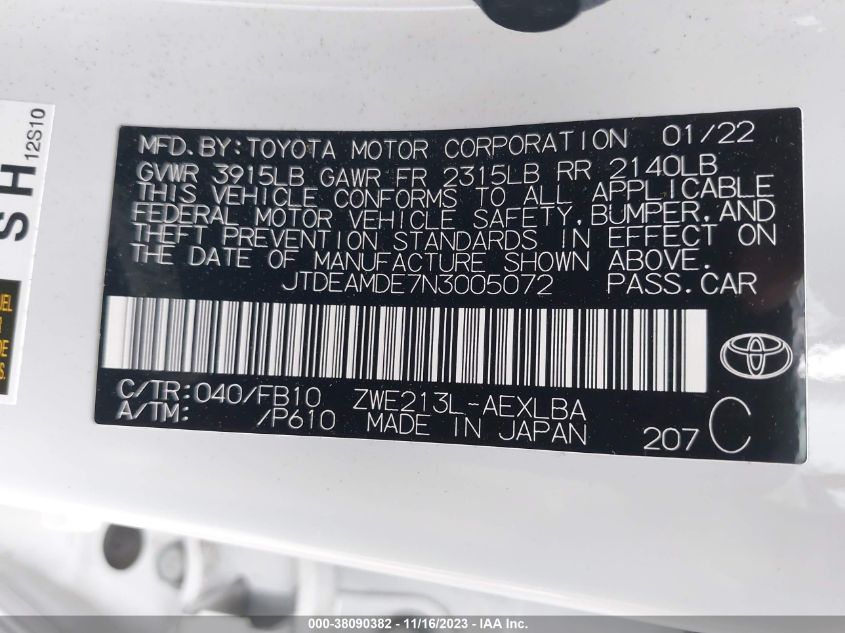 MFD. BY: TOYOTA MOTOR CORPORATION 01/22
GVWR 3915LB GAWR FR 2315LB RR 2140LB
THIS VEHICLE CONFORMS TO ALL APPLICABLE
FEDERAL MOTOR VEHICLE SAFETY, BUMPER, AND
THEFT PREVENTION STANDARDS IN EFFECT ON
THE DATE OF MANUFACTURE SHOWN ABOVE.
JTDEAMDE7N3005072 PASS. CAR
C/TR: 040/FB10 ZWE213L-AEXLBA
A/TM: /P610 MADE IN JAPAN 207 C
SH
12S10
000-38090382 - 11/16/2023 - IAA Inc.